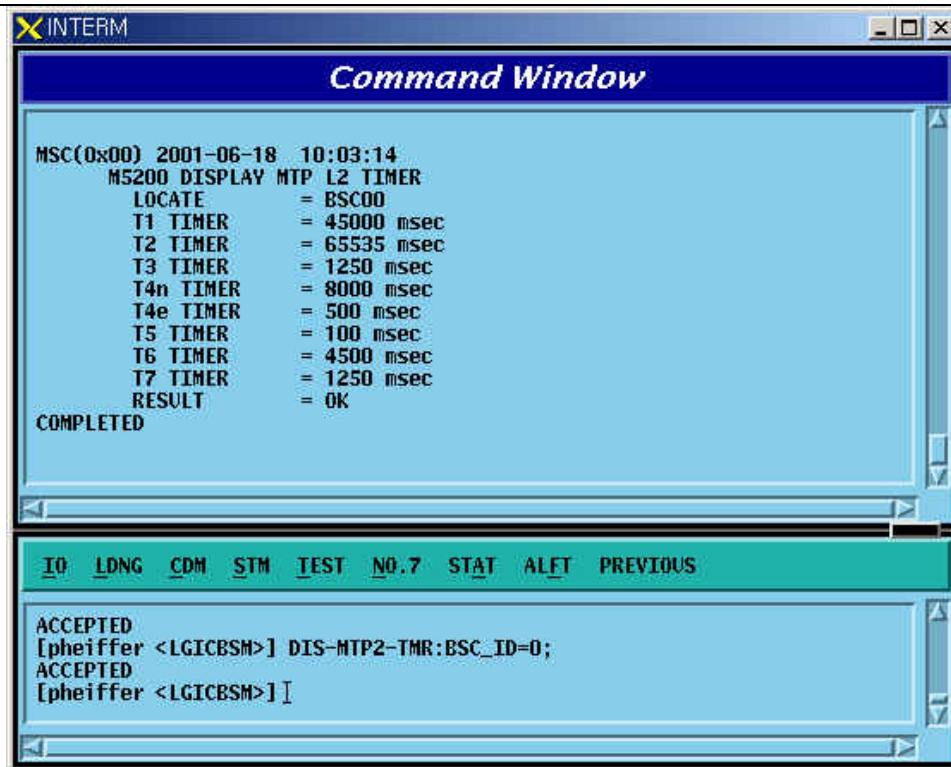 INTERM
Command Window
MSC(0x00) 2001-06-18 10:03:14
M5200 DISPLAY MTP L2 TIMER
LOCATE = BSC00
T1 TIMER = 45000 msec
T2 TIMER = 65535 msec
T3 TIMER = 1250 msec
T4n TIMER = 8000 msec
T4e TIMER = 500 msec
T5 TIMER = 100 msec
T6 TIMER = 4500 msec
T7 TIMER = 1250 msec
RESULT = OK
COMPLETED
IO LDNG CDM STM TEST NO.7 STAT ALFT PREVIOUS
ACCEPTED
[pheiffer <LGICBSM>] DIS-MTP2-TMR:BSC_ID=0;
ACCEPTED
[pheiffer <LGICBSM>]